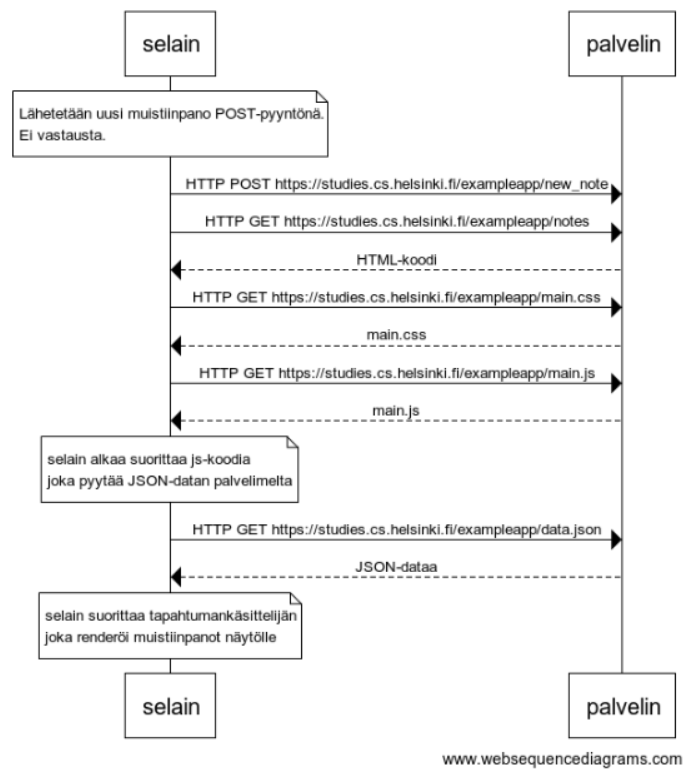 selain
palvelin
Lähetetään uusi muistiinpano POST-pyyntönä.
Ei vastausta.
HTTP POST https://studies.cs.helsinki.fi/exampleapp/new_note
HTTP GET https://studies.cs.helsinki.fi/exampleapp/notes
HTML-koodi
HTTP GET https://studies.cs.helsinki.fi/exampleapp/main.css
main.css
HTTP GET https://studies.cs.helsinki.fi/exampleapp/main.js
main.js
selain alkaa suorittaa js-koodia
joka pyytää JSON-datan palvelimelta
HTTP GET https://studies.cs.helsinki.fi/exampleapp/data.json
JSON-dataa
selain suorittaa tapahtumankäsittelijän
joka renderöi muistiinpanot näytölle
selain
palvelin
www.websequencediagrams.com